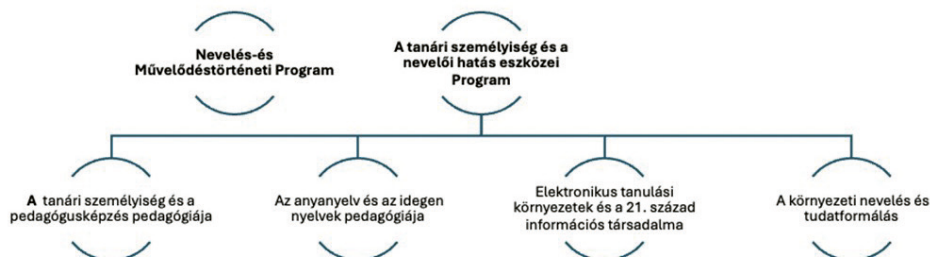 Nevelés-és
Művelődéstörténeti Program
A tanári személyiség és a
nevelői hatás eszközei
Program
A tanári személyiség és a
pedagógusképzés pedagógiája
Az anyanyelv és az idegen
nyelvek pedagógiája
Elektronikus tanulási
környezetek és a 21. század
információs társadalma
A környezeti nevelés és
tudatformálás